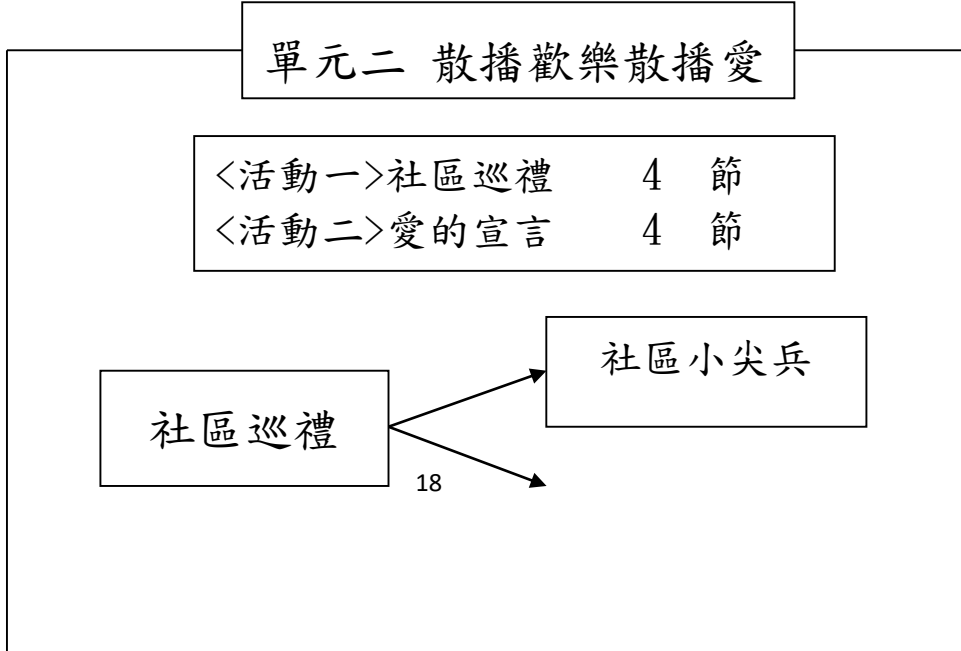 單元二 散播歡樂散播愛
<活動一>社區巡禮 4 節
<活動二>愛的宣言 4 節
社區小尖兵
社區巡禮
18